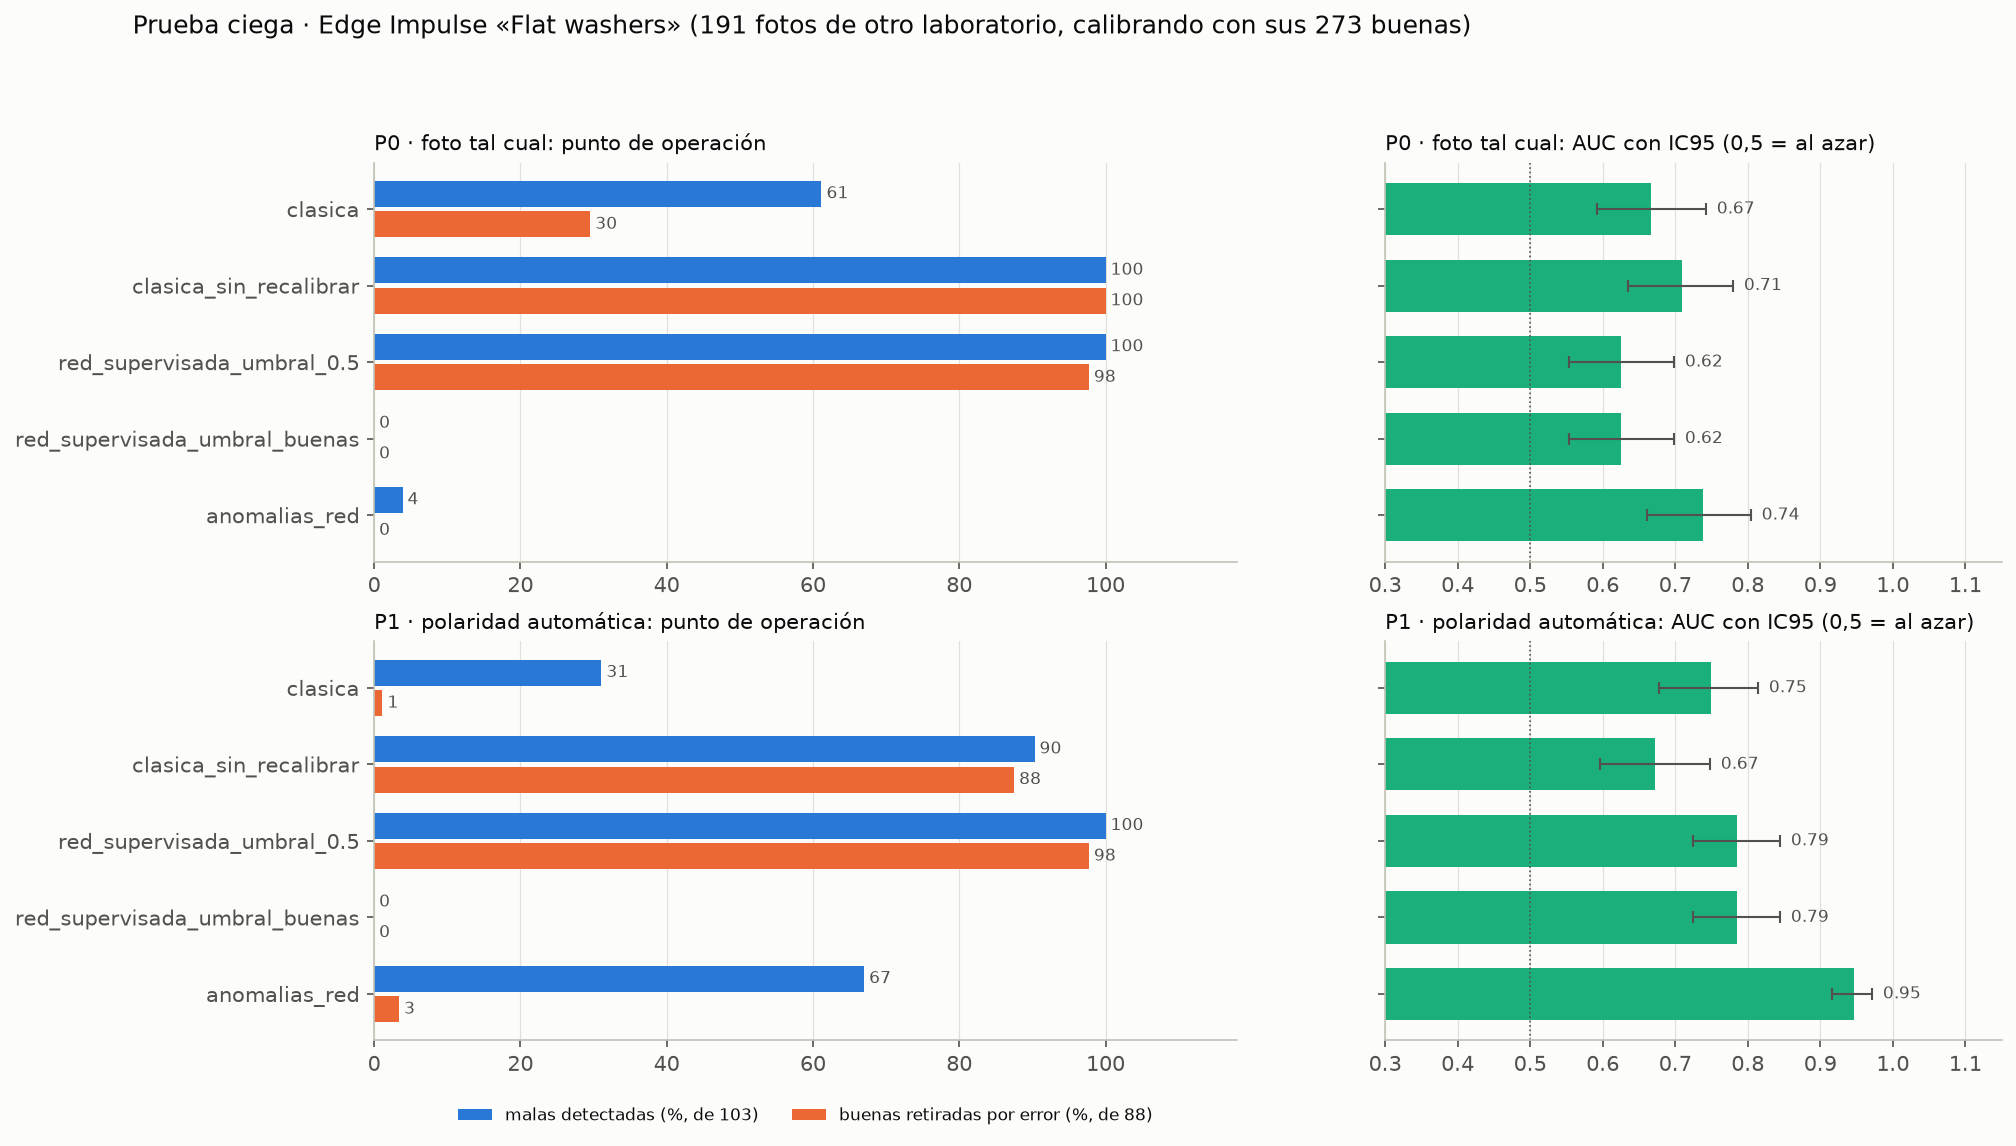 Prueba ciega · Edge Impulse «Flat washers» (191 fotos de otro laboratorio, calibrando con sus 273 buenas)
P0 · foto tal cual: punto de operación
clasica
61
30
clasica_sin_recalibrar
100
100
red_supervisada_umbral_0.5
100
98
red_supervisada_umbral_buenas
0
0
anomalias_red
4
0
0 20 40 60 80 100
P0 · foto tal cual: AUC con IC95 (0,5 = al azar)
0.67
0.71
0.62
0.62
0.74
0.3 0.4 0.5 0.6 0.7 0.8 0.9 1.0 1.1
P1 · polaridad automática: punto de operación
clasica
31
1
clasica_sin_recalibrar
90
88
red_supervisada_umbral_0.5
100
98
red_supervisada_umbral_buenas
0
0
anomalias_red
67
3
0 20 40 60 80 100
P1 · polaridad automática: AUC con IC95 (0,5 = al azar)
0.75
0.67
0.79
0.79
0.95
0.3 0.4 0.5 0.6 0.7 0.8 0.9 1.0 1.1
malas detectadas (%, de 103) buenas retiradas por error (%, de 88)